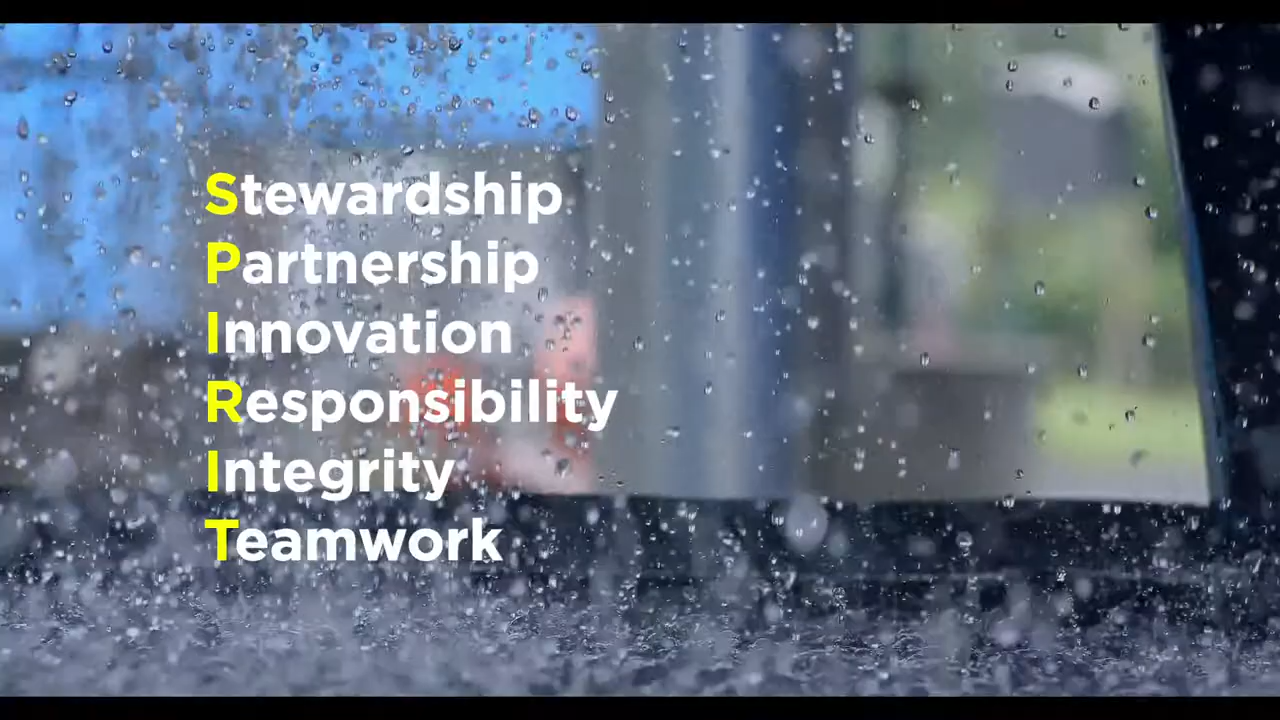 Stewardship
Partnership
Innovation
Responsibility
Integrity
Teamwork